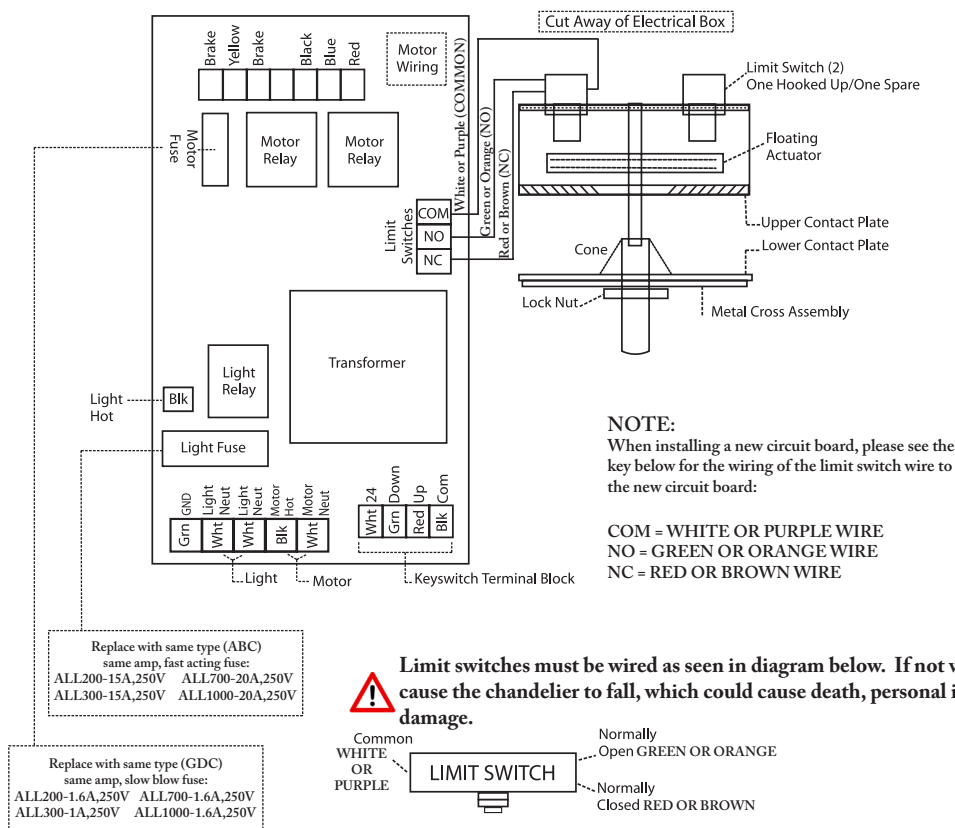 Cut Away of Electrical Box
Brake
Yellow
Brake
Black
Blue
Red
Motor
Wiring
Limit Switch (2)
One Hooked Up/One Spare
Motor
Fuse
Motor
Relay
Motor
Relay
White or Purple (COMMON)
Green or Orange (NO)
Red or Brown (NC)
Floating
Actuator
Limit
Switches
COM
NO
NC
Upper Contact Plate
Lower Contact Plate
Cone
Lock Nut
Metal Cross Assembly
Transformer
Light
Relay
Light
Hot
Blk
Light Fuse
NOTE:
When installing a new circuit board, please see the
key below for the wiring of the limit switch wire to
the new circuit board:
COM = WHITE OR PURPLE WIRE
NO = GREEN OR ORANGE WIRE
NC = RED OR BROWN WIRE
GND
Light
Neut
Light
Neut
Motor
Hot
Motor
Neut
Grn
Wht
Wht
Blk
Wht
24
Down
Up
Com
Wht
Grn
Red
Blk
Light
Motor
Keyswitch Terminal Block
Replace with same type (ABC)
same amp, fast acting fuse:
ALL200-15A,250V ALL700-20A,250V
ALL300-15A,250V ALL1000-20A,250V
Limit switches must be wired as seen in diagram below. If not
cause the chandelier to fall, which could cause death, personal
damage.
Common
WHITE
OR
PURPLE
LIMIT SWITCH
Normally
Open GREEN OR ORANGE
Normally
Closed RED OR BROWN
Replace with same type (GDC)
same amp, slow blow fuse:
ALL200-1.6A,250V ALL700-1.6A,250V
ALL300-1A,250V ALL1000-1.6A,250V